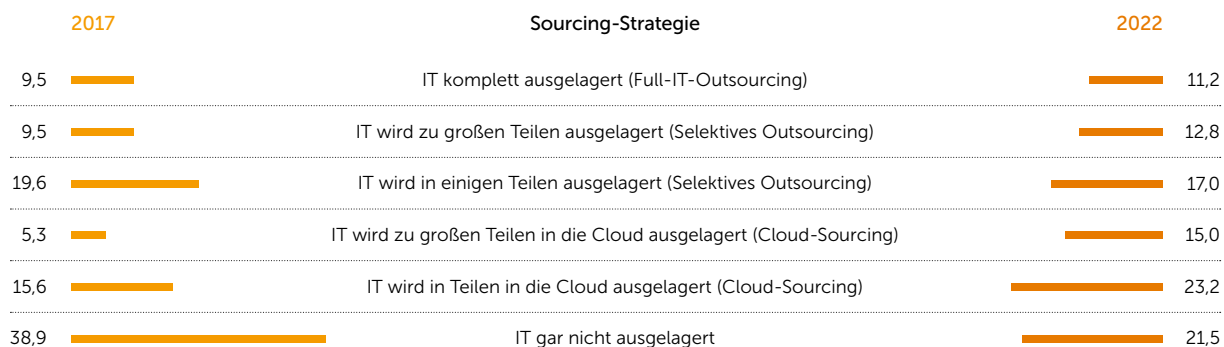 2017 Sourcing-Strategie 2022
9,5 IT komplett ausgelagert (Full-IT-Outsourcing) 11,2
9,5 IT wird zu großen Teilen ausgelagert (Selektives Outsourcing) 12,8
19,6 IT wird in einigen Teilen ausgelagert (Selektives Outsourcing) 17,0
5,3 IT wird zu großen Teilen in die Cloud ausgelagert (Cloud-Sourcing) 15,0
15,6 IT wird in Teilen in die Cloud ausgelagert (Cloud-Sourcing) 23,2
38,9 IT gar nicht ausgelagert 21,5